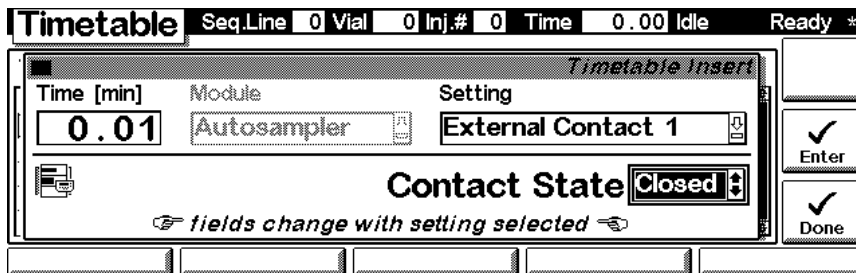 Timetable Seq.Line 0 Vial 0 Inj.# 0 Time 0.00 Idle Ready *
Timetable Insert
Time [min] Module Setting
0.01 Autosampler External Contact 1
Enter
Contact State Closed
fields change with setting selected
Done